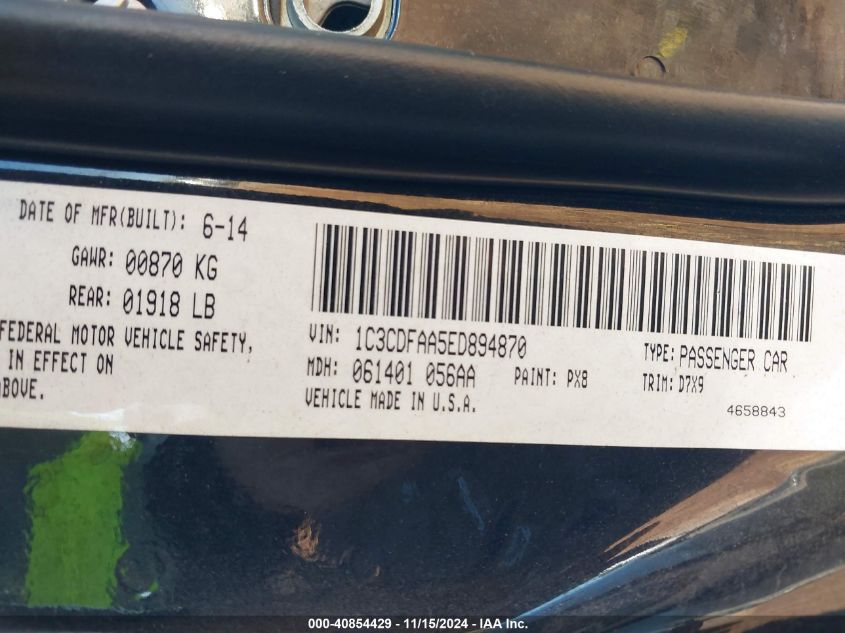 DATE OF MFR(BUILT): 6-14
GAWR: 00870 KG
REAR: 01918 LB
FEDERAL MOTOR VEHICLE SAFETY,
IN EFFECT ON
ABOVE.
VIN: 1C3CDFAA5ED894870
TYPE: PASSENGER CAR
MDH: 061401 056AA
PAINT: PX8
TRIM: D7X9
VEHICLE MADE IN U.S.A.
4658843
000-40854429 - 11/15/2024 - IAA Inc.